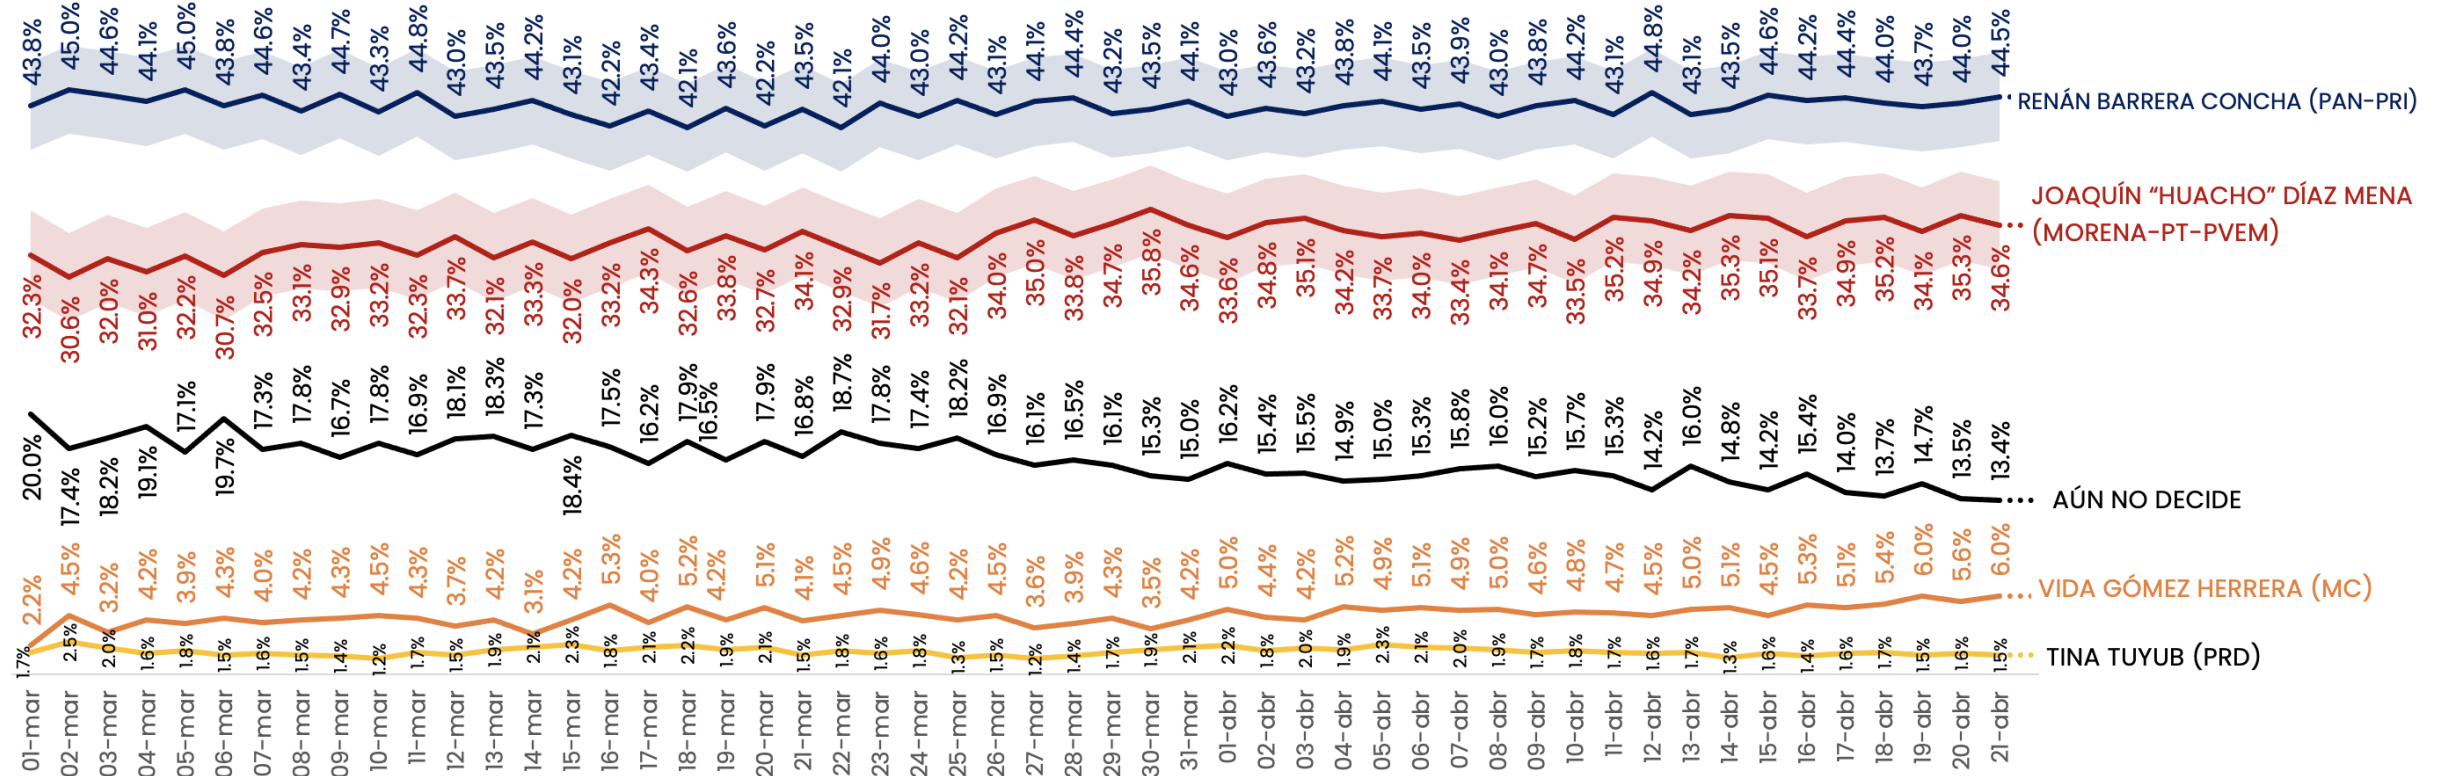 43.8% 45.0% 44.6% 44.1% 45.0% 43.8% 44.6% 43.4% 44.7% 43.3% 44.8% 43.0% 43.5% 44.2% 43.1% 42.2% 43.4% 42.1% 43.6% 42.2% 43.5% 42.1% 44.0% 43.0% 44.2% 43.1% 44.1% 44.4% 43.2% 43.5% 44.1% 43.0% 43.6% 43.2% 43.8% 44.1% 43.5% 43.9% 43.0% 43.8% 44.2% 43.1% 44.8% 43.1% 43.5% 44.6% 44.2% 44.4% 44.0% 43.7% 44.0% 44.5%
RENÁN BARRERA CONCHA (PAN-PRI)
JOAQUÍN “HUACHO” DÍAZ MENA
(MORENA-PT-PVEM)
32.3% 30.6% 32.0% 31.0% 32.2% 30.7% 32.5% 33.1% 32.9% 33.2% 32.3% 33.7% 32.1% 33.3% 32.0% 33.2% 34.3% 32.6% 33.8% 32.7% 34.1% 32.9% 31.7% 33.2% 32.1% 34.0% 35.0% 33.8% 34.7% 35.8% 34.6% 33.6% 34.8% 35.1% 34.2% 33.7% 34.0% 33.4% 34.1% 34.7% 33.5% 35.2% 34.9% 34.2% 35.3% 35.1% 33.7% 34.9% 35.2% 34.1% 35.3% 34.6%
20.0% 17.4% 18.2% 19.1% 17.1% 19.7% 17.3% 17.8% 16.7% 17.8% 16.9% 18.1% 18.3% 17.3% 18.4% 17.5% 16.2% 17.9% 16.5% 17.9% 16.8% 18.7% 17.8% 17.4% 18.2% 16.9% 16.1% 16.5% 16.1% 15.3% 15.0% 16.2% 15.4% 15.5% 14.9% 15.0% 15.3% 15.8% 16.0% 15.2% 15.7% 15.3% 14.2% 16.0% 14.8% 14.2% 15.4% 14.0% 13.7% 14.7% 13.5% 13.4%
AÚN NO DECIDE
2.2% 4.5% 3.2% 4.2% 3.9% 4.3% 4.0% 4.2% 4.3% 4.5% 4.3% 3.7% 4.2% 3.1% 4.2% 5.3% 4.0% 5.2% 4.2% 5.1% 4.1% 4.5% 4.9% 4.6% 4.2% 4.5% 3.6% 3.9% 4.3% 3.5% 4.2% 5.0% 4.4% 4.2% 5.2% 4.9% 5.1% 4.9% 5.0% 4.6% 4.8% 4.7% 4.5% 5.0% 5.1% 4.5% 5.3% 5.1% 5.4% 6.0% 5.6% 6.0%
VIDA GÓMEZ HERRERA (MC)
1.7% 2.5% 2.0% 1.6% 1.8% 1.5% 1.6% 1.5% 1.4% 1.2% 1.7% 1.5% 1.9% 2.1% 2.3% 1.8% 2.1% 2.2% 1.9% 2.1% 1.5% 1.8% 1.6% 1.8% 1.3% 1.5% 1.2% 1.4% 1.7% 1.9% 2.1% 2.2% 1.8% 2.0% 1.9% 2.3% 2.1% 2.0% 1.9% 1.7% 1.8% 1.7% 1.6% 1.7% 1.3% 1.6% 1.4% 1.6% 1.7% 1.5% 1.6% 1.5%
TINA TUYUB (PRD)
01-mar 02-mar 03-mar 04-mar 05-mar 06-mar 07-mar 08-mar 09-mar 10-mar 11-mar 12-mar 13-mar 14-mar 15-mar 16-mar 17-mar 18-mar 19-mar 20-mar 21-mar 22-mar 23-mar 24-mar 25-mar 26-mar 27-mar 28-mar 29-mar 30-mar 31-mar 01-abr 02-abr 03-abr 04-abr 05-abr 06-abr 07-abr 08-abr 09-abr 10-abr 11-abr 12-abr 13-abr 14-abr 15-abr 16-abr 17-abr 18-abr 19-abr 20-abr 21-abr